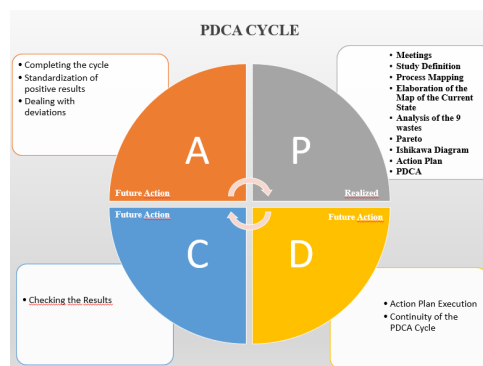 PDCA CYCLE
• Completing the cycle
• Standardization of
positive results
• Dealing with
deviations
• Meetings
• Study Definition
• Process Mapping
• Elaboration of the
Map of the Current
State
• Analysis of the 9
wastes
• Pareto
• Ishikawa Diagram
• Action Plan
• PDCA
A
P
Future Action
Realized
Future Action
Future Action
C
D
• Checking the Results
• Action Plan Execution
• Continuity of the
PDCA Cycle